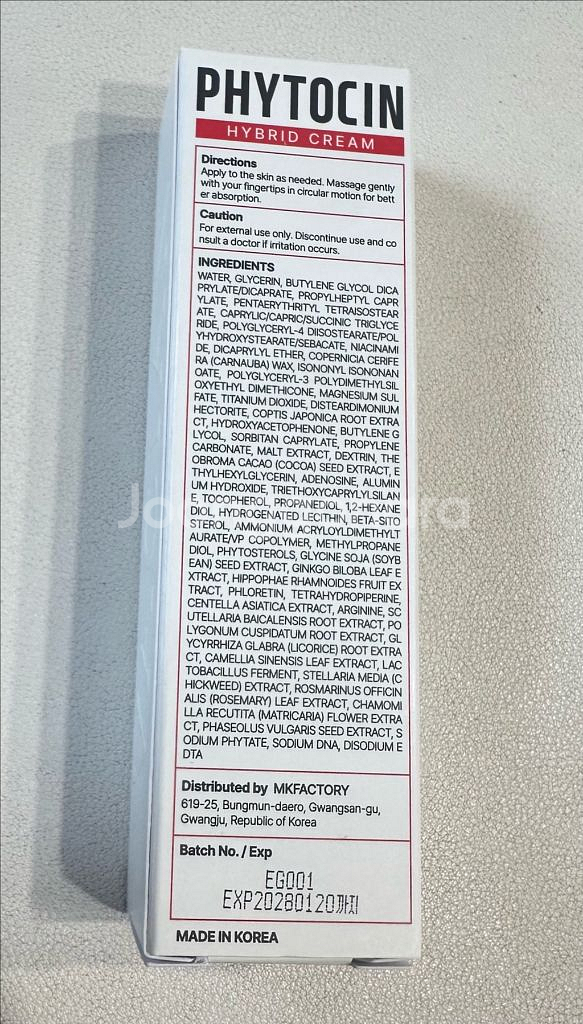 PHYTOCIN
HYBRID CREAM
Directions
Apply to the skin as needed. Massage gently
with your fingertips in circular motion for bett
er absorption.
Caution
For external use only. Discontinue use and co
nsult a doctor if irritation occurs.
INGREDIENTS
WATER, GLYCERIN, BUTYLENE GLYCOL DICA
PRYLATE/DICAPRATE, PROPYLHEPTYL CAPR
YLATE, PENTAERYTHRITYL TETRAISOSTEAR
ATE, CAPRYLIC/CAPRIC/SUCCINIC TRIGLYCE
RIDE, POLYGLYCERYL-4 DIISOSTEARATE/POL
YHYDROXYSTEARATE/SEBACATE, NIACINAMI
DE, DICAPRYLYL ETHER, COPERNICIA CERIFE
RA (CARNAUBA) WAX, ISONONYL ISONONAN
OATE, POLYGLYCERYL-3 POLYDIMETHYLSIL
OXYETHYL DIMETHICONE, MAGNESIUM SUL
FATE, TITANIUM DIOXIDE, DISTEARDIMONIUM
HECTORITE, COPTIS JAPONICA ROOT EXTRA
CT, HYDROXYACETOPHENONE, BUTYLENE G
LYCOL, SORBITAN CAPRYLATE, PROPYLENE
CARBONATE, MALT EXTRACT, DEXTRIN, THE
OBROMA CACAO (COCOA) SEED EXTRACT, E
THYLHEXYLGLYCERIN, ADENOSINE, ALUMIN
UM HYDROXIDE, TRIETHOXYCAPRYLYLSILAN
E, TOCOPHEROL, PROPANEDIOL, 1,2-HEXANE
DIOL, HYDROGENATED LECITHIN, BETA-SITO
STEROL, AMMONIUM ACRYLOYLDIMETHYLT
AURATE/VP COPOLYMER, METHYLPROPANE
DIOL, PHYTOSTEROLS, GLYCINE SOJA (SOYB
EAN) SEED EXTRACT, GINKGO BILOBA LEAF E
XTRACT, HIPPOPHAE RHAMNOIDES FRUIT EX
TRACT, PHLORETIN, TETRAHYDROPIPERINE,
CENTELLA ASIATICA EXTRACT, ARGININE, SC
UTELLARIA BAICALENSIS ROOT EXTRACT, PO
LYGONUM CUSPIDATUM ROOT EXTRACT, GL
YCYRRHIZA GLABRA (LICORICE) ROOT EXTRA
CT, CAMELLIA SINENSIS LEAF EXTRACT, LAC
TOBACILLUS FERMENT, STELLARIA MEDIA (C
HICKWEED) EXTRACT, ROSMARINUS OFFICIN
ALIS (ROSEMARY) LEAF EXTRACT, CHAMOMI
LLA RECUTITA (MATRICARIA) FLOWER EXTRA
CT, PHASEOLUS VULGARIS SEED EXTRACT, S
ODIUM PHYTATE, SODIUM DNA, DISODIUM E
DTA
Distributed by MKFACTORY
619-25, Bungmun-daero, Gwangsan-gu,
Gwangju, Republic of Korea
Batch No. / Exp
EG001
EXP20280120까지
MADE IN KOREA